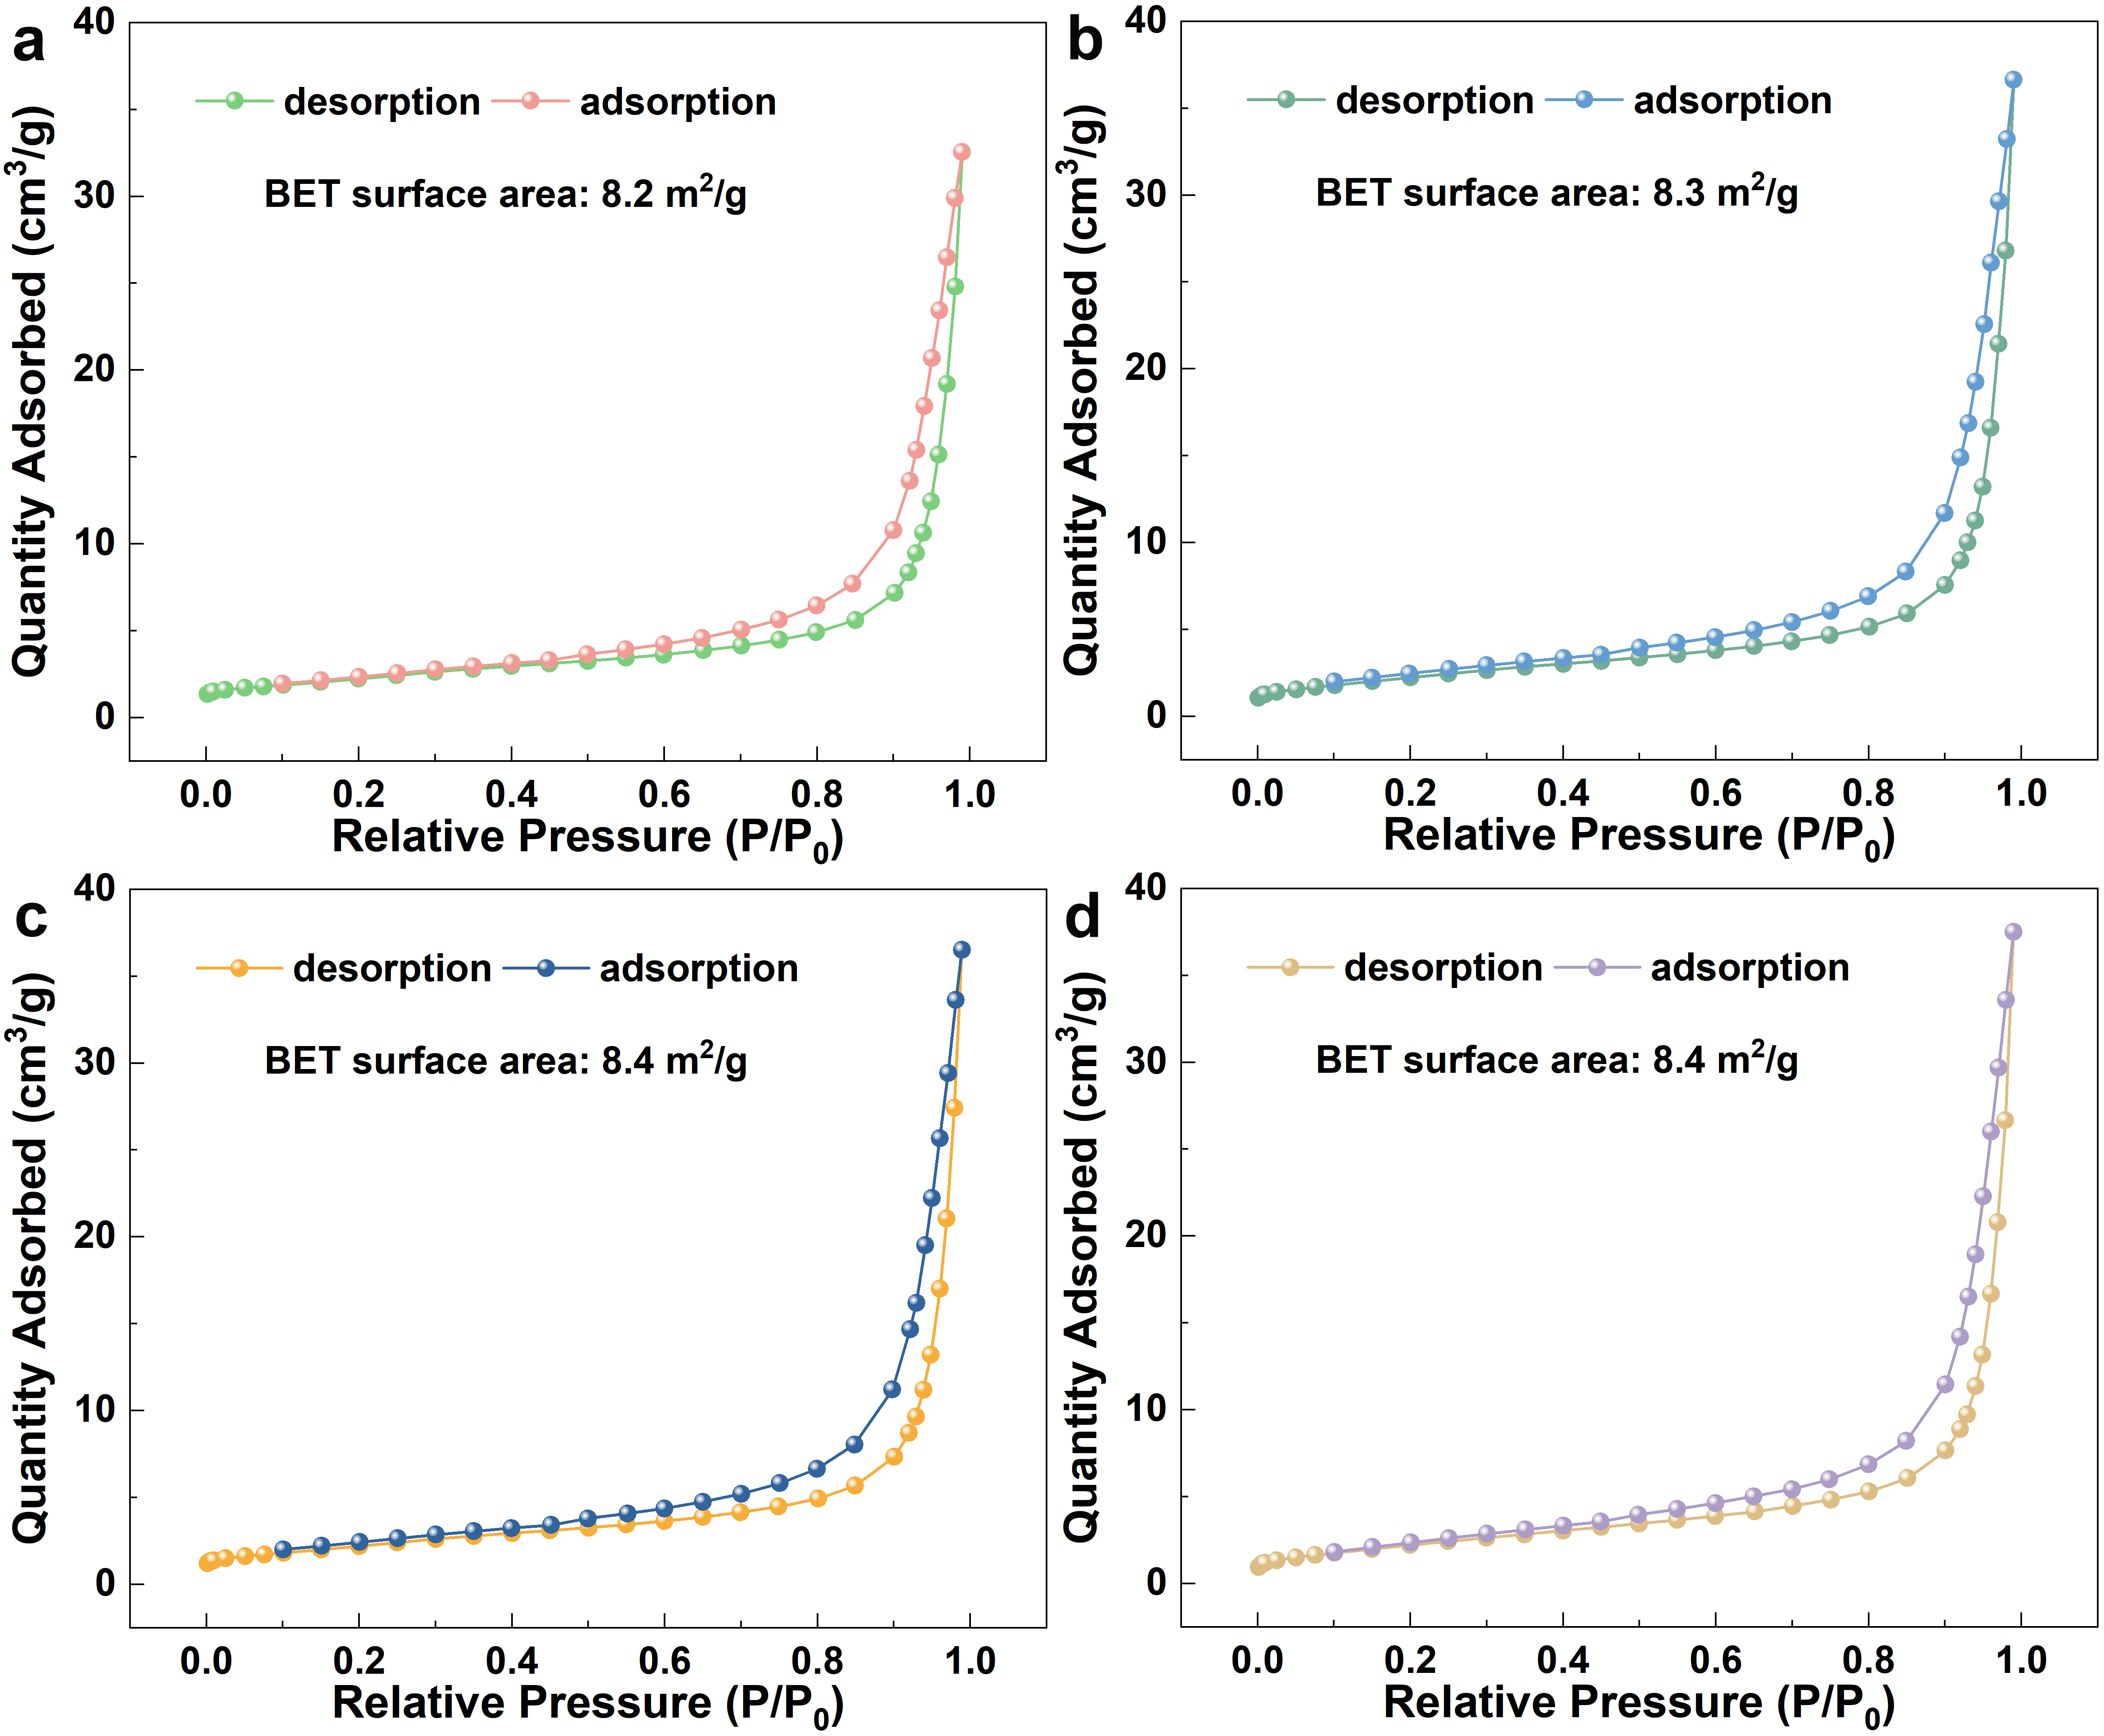 a
40
30
20
10
0
Quantity Adsorbed (cm³/g)
desorption adsorption
BET surface area: 8.2 m²/g
0.0 0.2 0.4 0.6 0.8 1.0
Relative Pressure (P/P₀)
b
40
30
20
10
0
Quantity Adsorbed (cm³/g)
desorption adsorption
BET surface area: 8.3 m²/g
0.0 0.2 0.4 0.6 0.8 1.0
Relative Pressure (P/P₀)
c
40
30
20
10
0
Quantity Adsorbed (cm³/g)
desorption adsorption
BET surface area: 8.4 m²/g
0.0 0.2 0.4 0.6 0.8 1.0
Relative Pressure (P/P₀)
d
40
30
20
10
0
Quantity Adsorbed (cm³/g)
desorption adsorption
BET surface area: 8.4 m²/g
0.0 0.2 0.4 0.6 0.8 1.0
Relative Pressure (P/P₀)